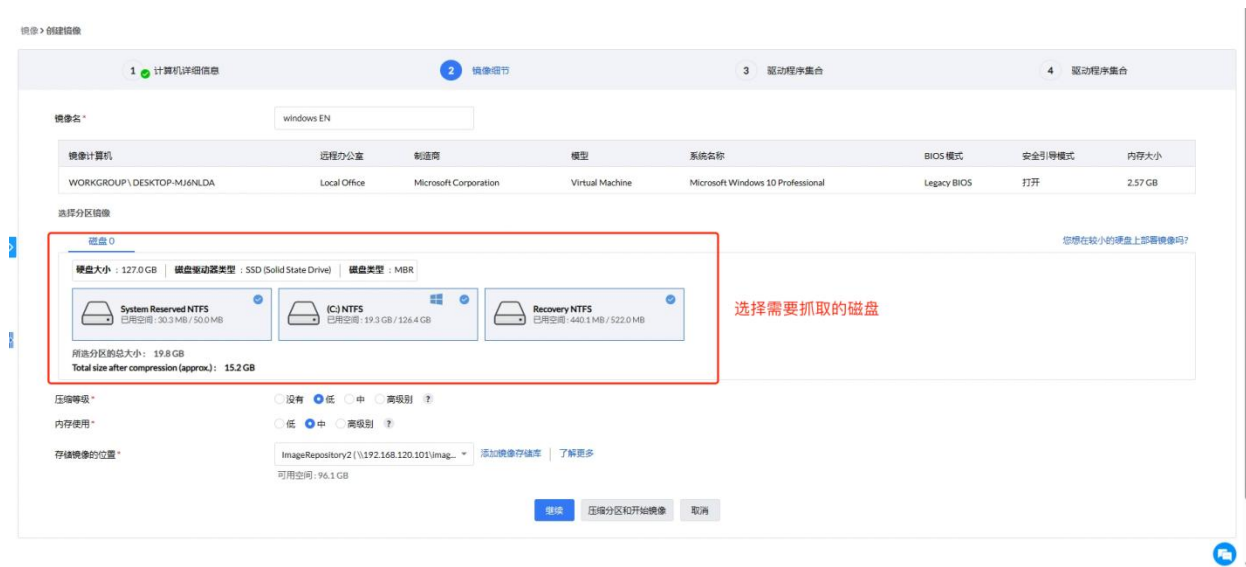 镜像 > 创建镜像
1 计算机详细信息
2 镜像细节
3 驱动程序集合
4 驱动程序集合
镜像名 * windows EN
镜像计算机 远程办公室 制造商 模型 系统名称 BIOS 模式 安全引导模式 内存大小
WORKGROUP \ DESKTOP-MJ6NLDA Local Office Microsoft Corporation Virtual Machine Microsoft Windows 10 Professional Legacy BIOS 打开 2.57 GB
选择分区镜像
磁盘 0 您想在较小的硬盘上部署镜像吗?
硬盘大小 : 127.0 GB 磁盘驱动器类型 : SSD (Solid State Drive) 磁盘类型 : MBR
System Reserved NTFS
已用空间 : 30.3 MB / 50.0 MB
(C:) NTFS
已用空间 : 19.3 GB / 126.4 GB
Recovery NTFS
已用空间 : 440.1 MB / 522.0 MB
选择需要抓取的磁盘
所选分区的总大小 : 19.8 GB
Total size after compression (approx.) : 15.2 GB
压缩等级 * 没有 低 中 高级别 ?
内存使用 * 低 中 高级别 ?
存储镜像的位置 * ImageRepository2 ( \\192.168.120.101\imag... 添加镜像存储库 | 了解更多
可用空间 : 96.1 GB
继续 压缩分区和开始镜像 取消